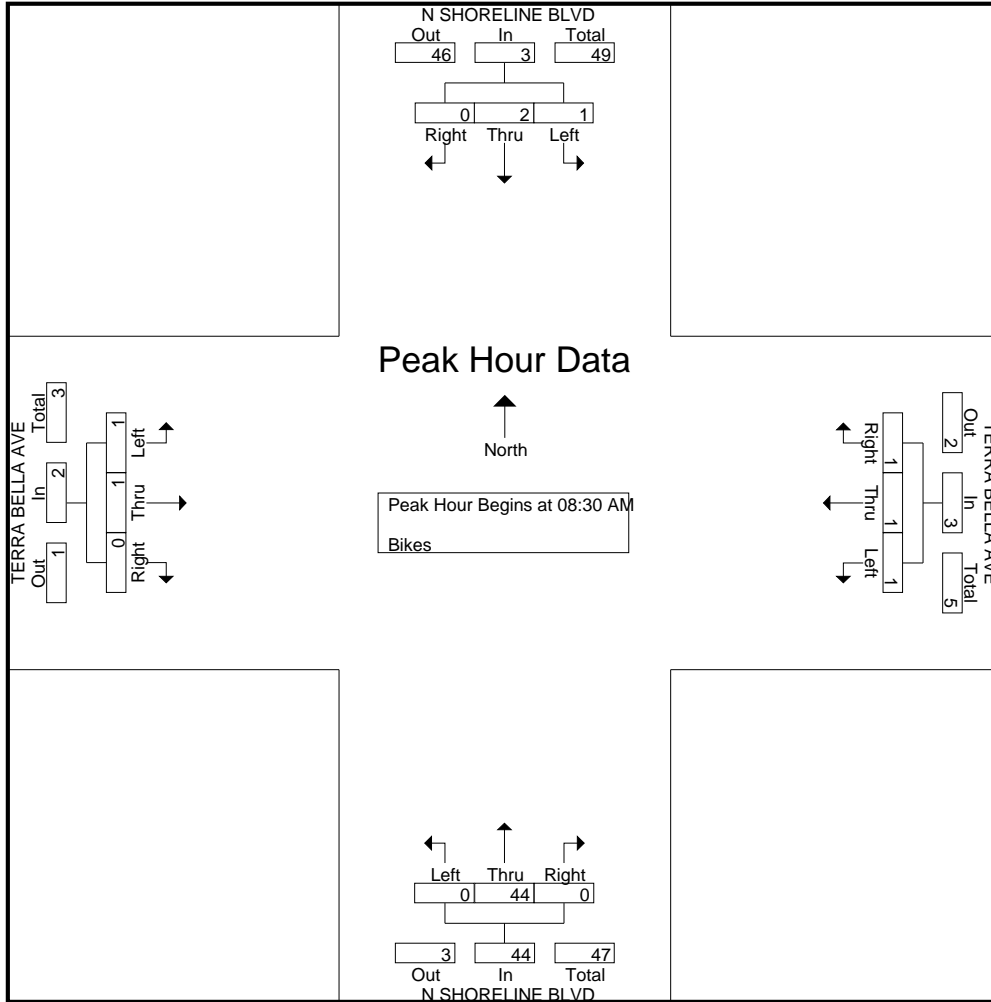 N SHORELINE BLVD
Out In Total
46 3 49
0 2 1
Right Thru Left
Peak Hour Data
North
Peak Hour Begins at 08:30 AM
Bikes
TERRA BELLA AVE
Out In Total
1 2 3
Left Thru Right
1 1 0
TERRA BELLA AVE
Out In Total
2 3 5
Right Thru Left
1 1 1
Left Thru Right
0 44 0
3 44 47
Out In Total
N SHORELINE BLVD